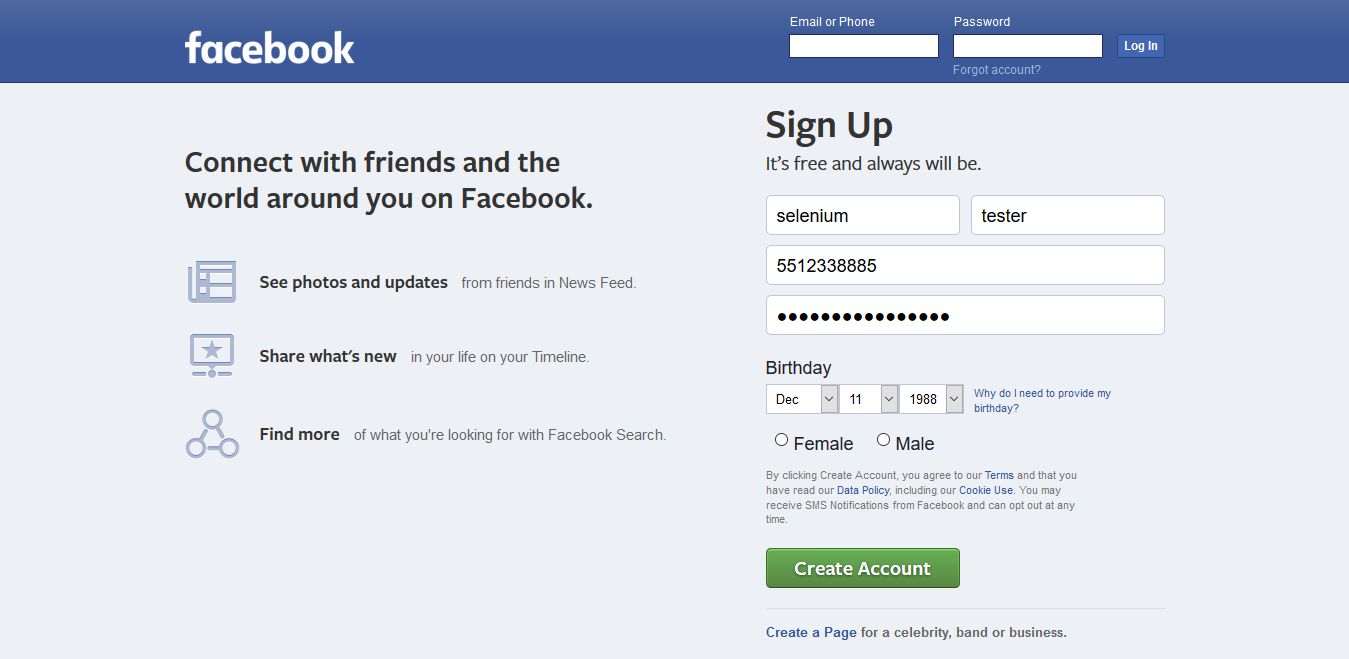 facebook
Email or Phone
Password
Log In
Forgot account?
Connect with friends and the
world around you on Facebook.
See photos and updates from friends in News Feed.
Share what's new in your life on your Timeline.
Find more of what you're looking for with Facebook Search.
Sign Up
It's free and always will be.
selenium
tester
5512338885
●●●●●●●●●●●●●●●●
Birthday
Dec 11 1988
Why do I need to provide my
birthday?
Female Male
By clicking Create Account, you agree to our Terms and that you
have read our Data Policy, including our Cookie Use. You may
receive SMS Notifications from Facebook and can opt out at any
time.
Create Account
Create a Page for a celebrity, band or business.